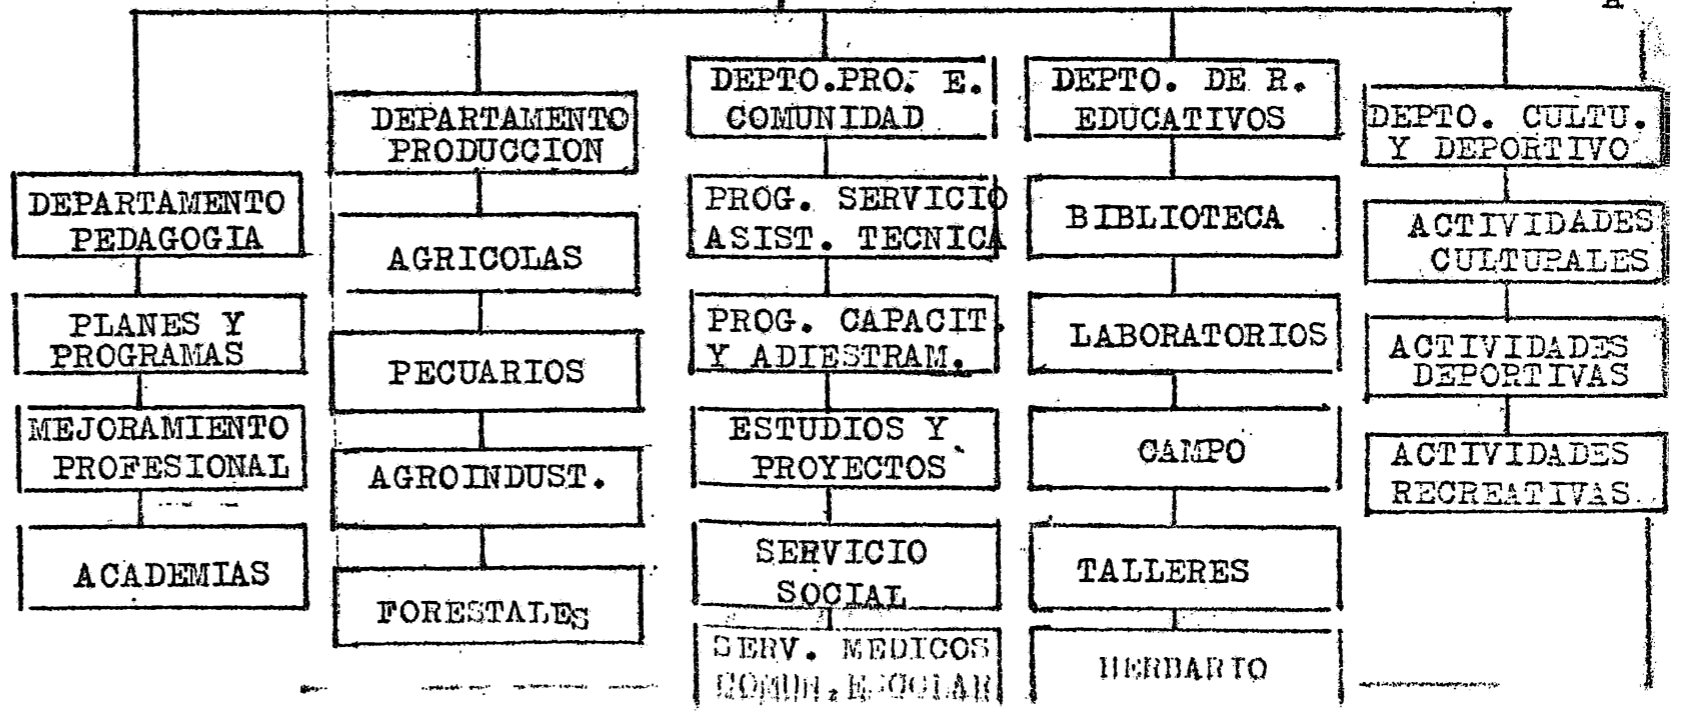 DEPARTAMENTO
PEDAGOGIA
PLANES Y
PROGRAMAS
MEJORAMIENTO
PROFESIONAL
ACADEMIAS
DEPARTAMENTO
PRODUCCION
AGRICOLAS
PECUARIOS
AGROINDUST.
FORESTALES
DEPTO.PRO. E.
COMUNIDAD
PROG. SERVICIO
ASIST. TECNICA
PROG. CAPACIT.
Y ADIESTRAM.
ESTUDIOS Y
PROYECTOS
SERVICIO
SOCIAL
SERV. MEDICOS
COMUN. ESCOLAR
DEPTO. DE R.
EDUCATIVOS
BIBLIOTECA
LABORATORIOS
CAMPO
TALLERES
HERBARIO
DEPTO. CULTU.
Y DEPORTIVO
ACTIVIDADES
CULTURALES
ACTIVIDADES
DEPORTIVAS
ACTIVIDADES
RECREATIVAS